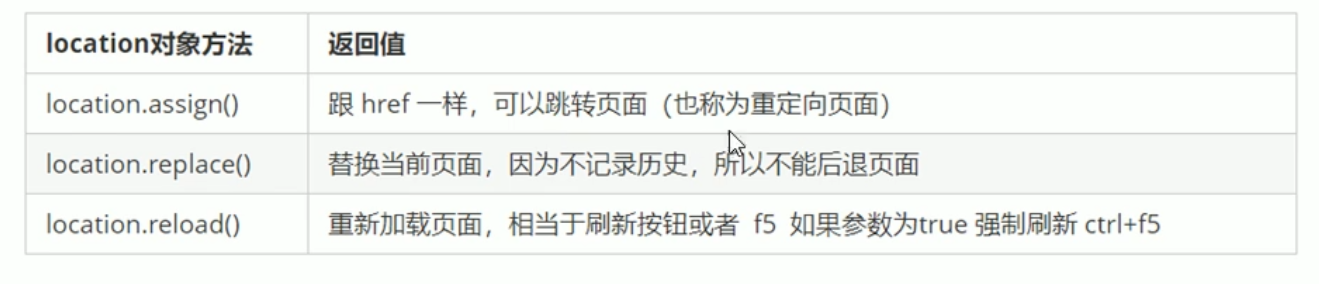 location对象方法 返回值
location.assign() 跟 href 一样，可以跳转页面（也称为重定向页面）
location.replace() 替换当前页面，因为不记录历史，所以不能后退页面
location.reload() 重新加载页面，相当于刷新按钮或者 f5 如果参数为true 强制刷新 ctrl+f5